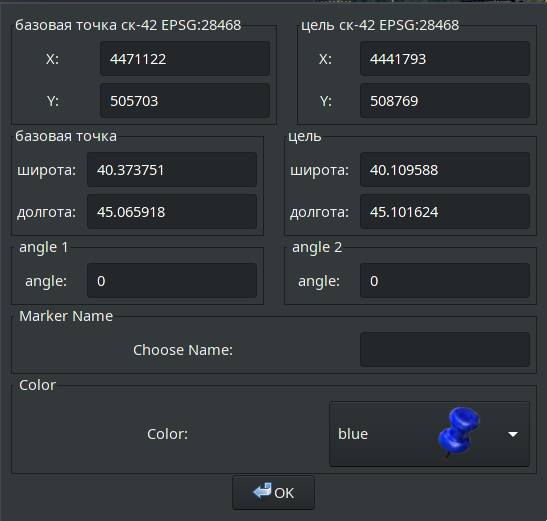 базовая точка ск-42 EPSG:28468
X: 4471122
Y: 505703
цель ск-42 EPSG:28468
X: 4441793
Y: 508769
базовая точка
широта: 40.373751
долгота: 45.065918
цель
широта: 40.109588
долгота: 45.101624
angle 1
angle: 0
angle 2
angle: 0
Marker Name
Choose Name:
Color
Color: blue
OK